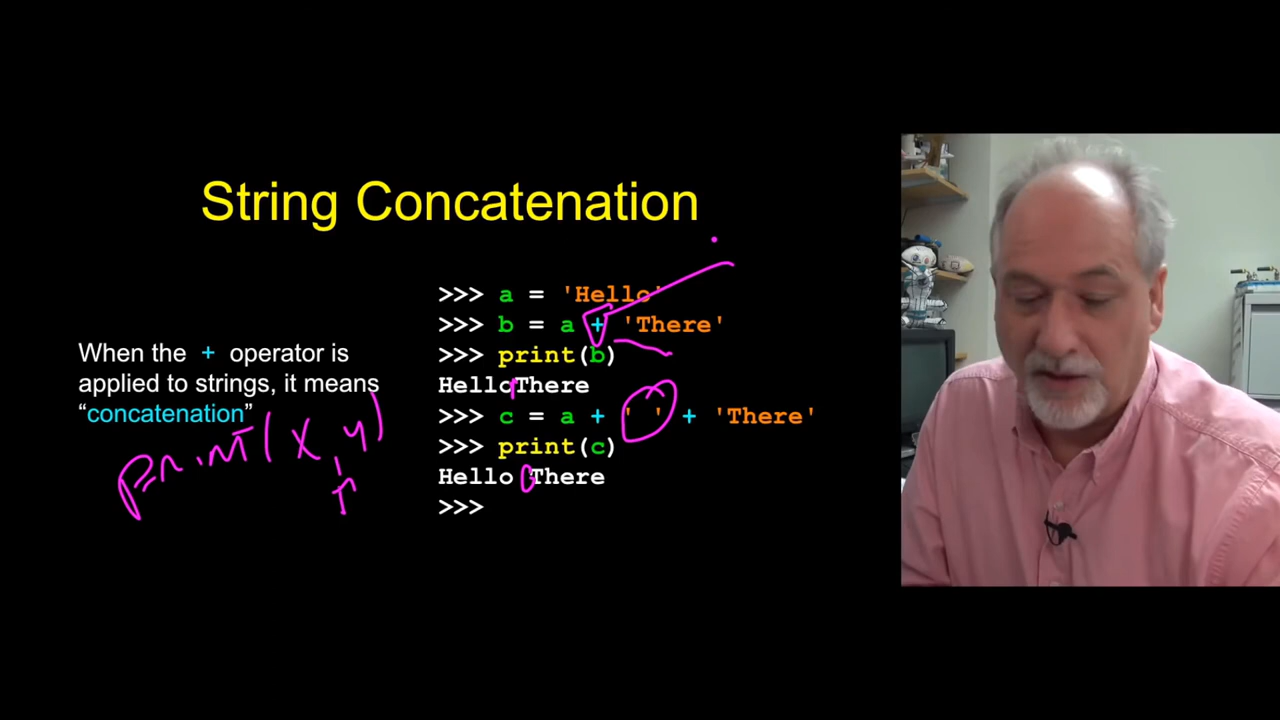 String Concatenation
When the + operator is
applied to strings, it means
“concatenation”
print(x, y)
>>> a = 'Hello'
>>> b = a + 'There'
>>> print(b)
HelloThere
>>> c = a + ' ' + 'There'
>>> print(c)
Hello There
>>>